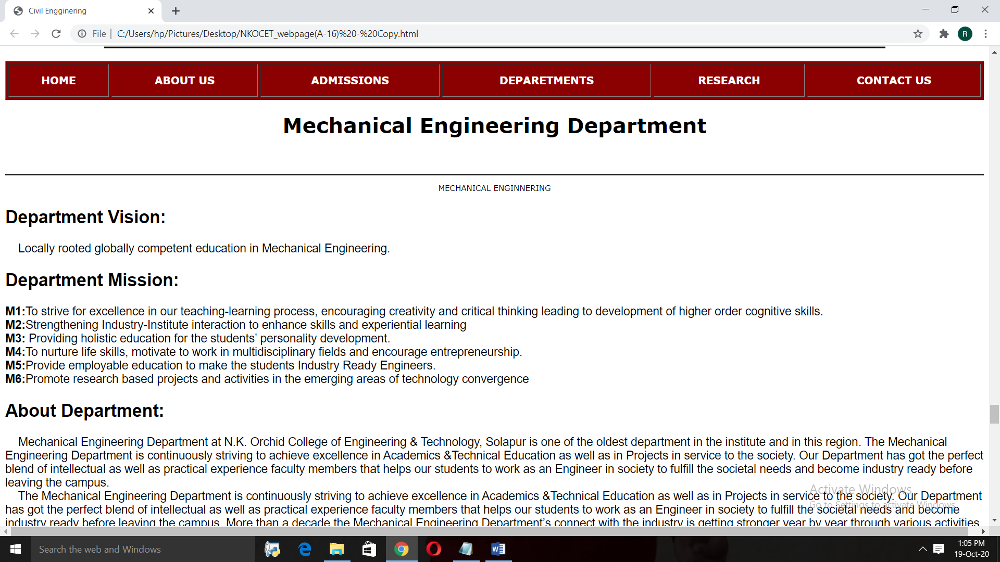 Civil Engginering
File
C:/Users/hp/Pictures/Desktop/NKOCET_webpage(A-16)%20-%20Copy.html
R
HOME
ABOUT US
ADMISSIONS
DEPARETMENTS
RESEARCH
CONTACT US
Mechanical Engineering Department
MECHANICAL ENGINNERING
Department Vision:
Locally rooted globally competent education in Mechanical Engineering.
Department Mission:
M1:To strive for excellence in our teaching-learning process, encouraging creativity and critical thinking leading to development of higher order cognitive skills.
M2:Strengthening Industry-Institute interaction to enhance skills and experiential learning
M3: Providing holistic education for the students’ personality development.
M4:To nurture life skills, motivate to work in multidisciplinary fields and encourage entrepreneurship.
M5:Provide employable education to make the students Industry Ready Engineers.
M6:Promote research based projects and activities in the emerging areas of technology convergence
About Department:
Mechanical Engineering Department at N.K. Orchid College of Engineering & Technology, Solapur is one of the oldest department in the institute and in this region. The Mechanical
Engineering Department is continuously striving to achieve excellence in Academics &Technical Education as well as in Projects in service to the society. Our Department has got the perfect
blend of intellectual as well as practical experience faculty members that helps our students to work as an Engineer in society to fulfill the societal needs and become industry ready before
leaving the campus.
The Mechanical Engineering Department is continuously striving to achieve excellence in Academics &Technical Education as well as in Projects in service to the society. Our Department
has got the perfect blend of intellectual as well as practical experience faculty members that helps our students to work as an Engineer in society to fulfill the societal needs and become
industry ready before leaving the campus. More than a decade the Mechanical Engineering Department’s connect with the industry is getting stronger year by year through various activities
Activate Windows
Go to Settings to activate Windows.
Search the web and Windows
1:05 PM
19-Oct-20